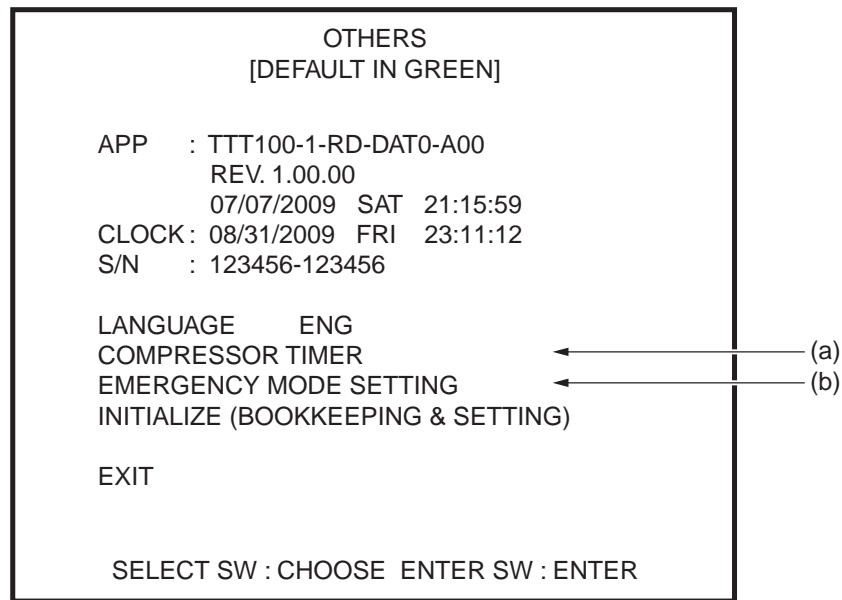 OTHERS
[DEFAULT IN GREEN]
APP : TTT100-1-RD-DAT0-A00
REV. 1.00.00
07/07/2009 SAT 21:15:59
CLOCK : 08/31/2009 FRI 23:11:12
S/N : 123456-123456
LANGUAGE ENG
COMPRESSOR TIMER (a)
EMERGENCY MODE SETTING (b)
INITIALIZE (BOOKKEEPING & SETTING)
EXIT
SELECT SW : CHOOSE ENTER SW : ENTER